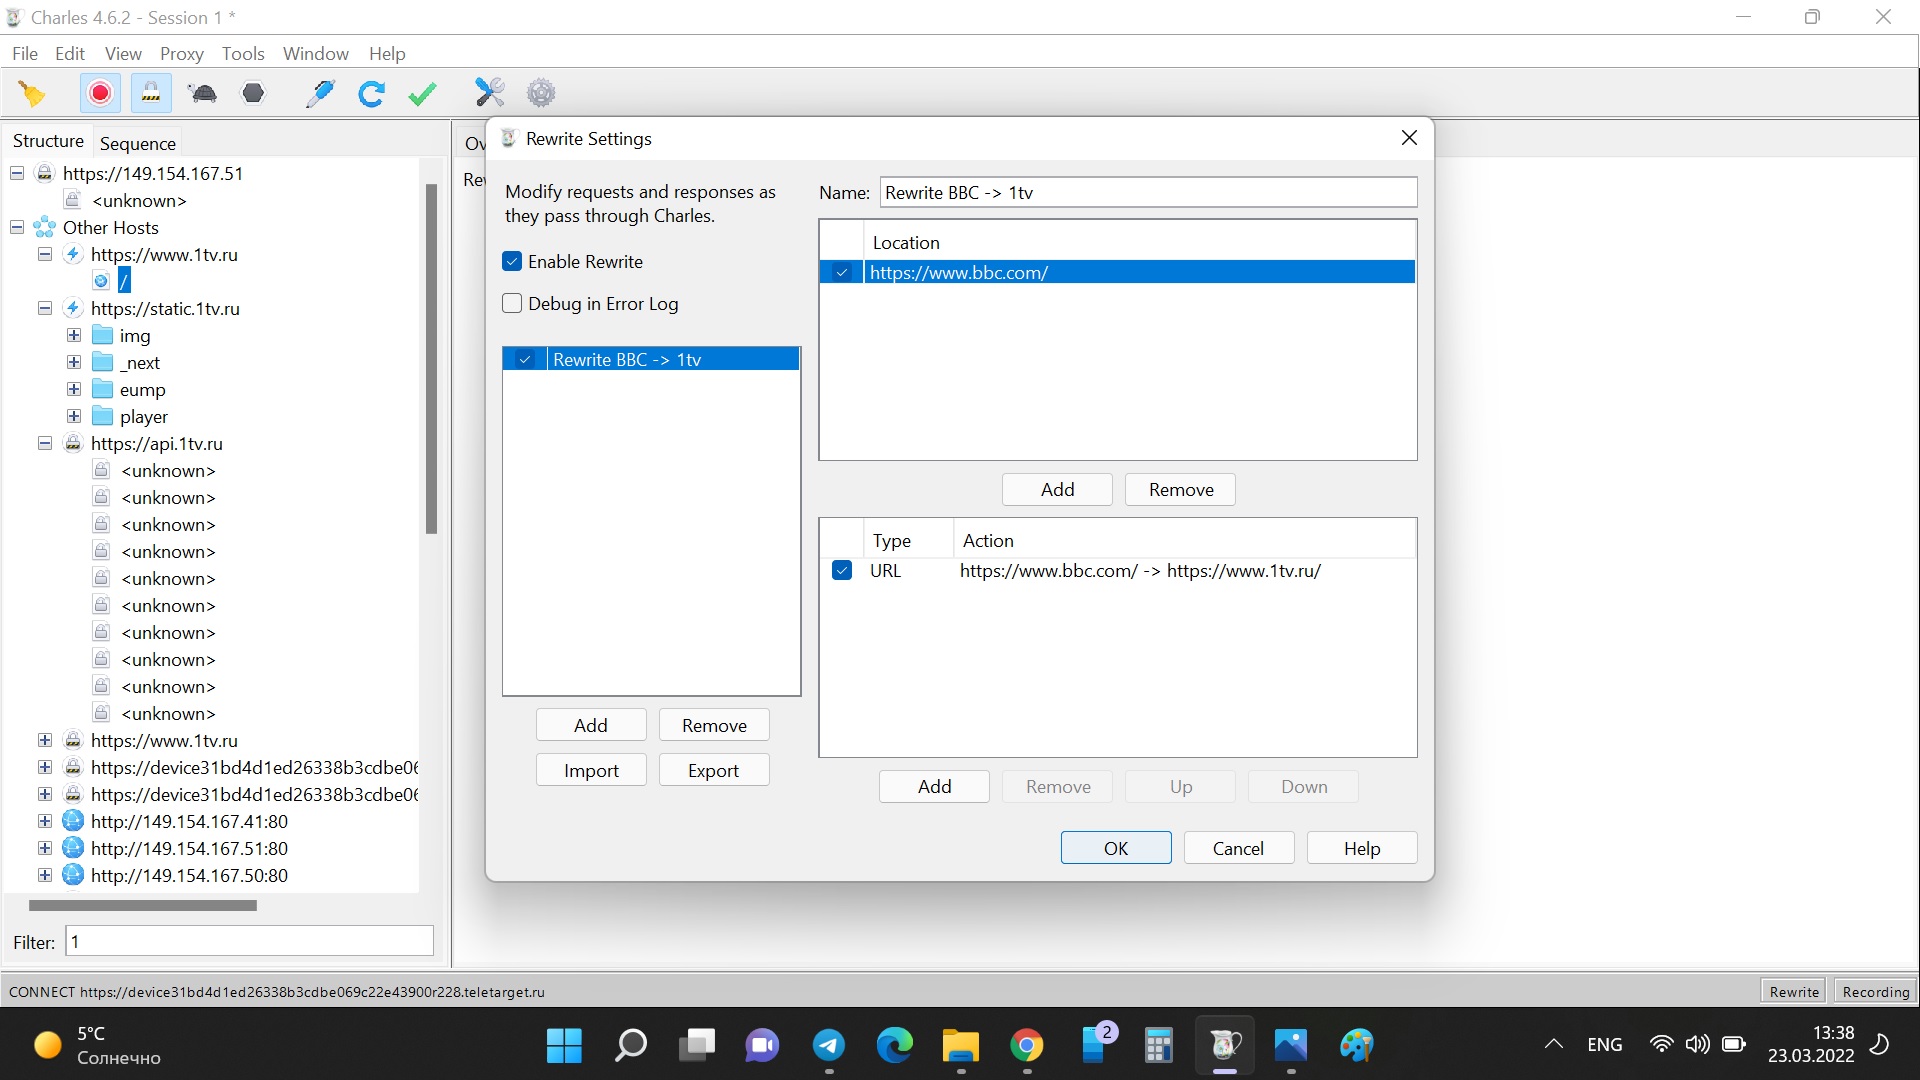 Charles 4.6.2 - Session 1 *
File Edit View Proxy Tools Window Help
Structure Sequence
https://149.154.167.51
<unknown>
Other Hosts
https://www.1tv.ru
/
https://static.1tv.ru
img
_next
eump
player
https://api.1tv.ru
<unknown>
<unknown>
<unknown>
<unknown>
<unknown>
<unknown>
<unknown>
<unknown>
<unknown>
<unknown>
https://www.1tv.ru
https://device31bd4d1ed26338b3cdbe06
https://device31bd4d1ed26338b3cdbe06
http://149.154.167.41:80
http://149.154.167.51:80
http://149.154.167.50:80
Filter: 1
Ov
Rev
Rewrite Settings
Modify requests and responses as
they pass through Charles.
Enable Rewrite
Debug in Error Log
Rewrite BBC -> 1tv
Add Remove
Import Export
Name: Rewrite BBC -> 1tv
Location
https://www.bbc.com/
Add Remove
Type Action
URL https://www.bbc.com/ -> https://www.1tv.ru/
Add Remove Up Down
OK Cancel Help
CONNECT https://device31bd4d1ed26338b3cdbe069c22e43900r228.teletarget.ru
Rewrite Recording
5°C
Солнечно
2
ENG
13:38
23.03.2022